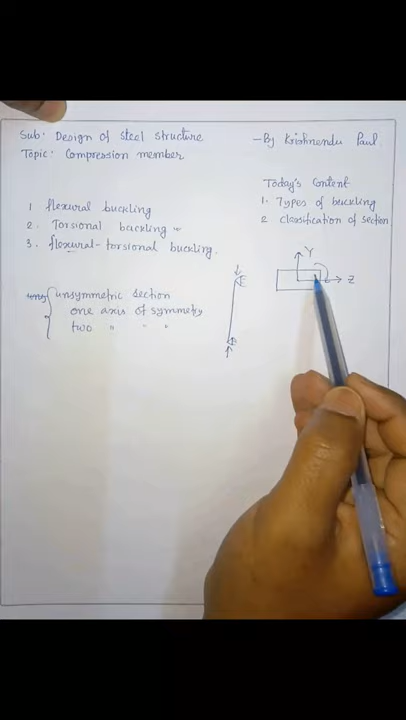 Sub: Design of Steel Structure
- By Krishnendu Paul
Topic: Compression member
Today's Content
1. Types of buckling
2 Classification of section
1 flexural buckling
2. Torsional buckling
3. flexural-torsional buckling.
unsymmetric section
one axis of symmetry
two " " "
Y
Z